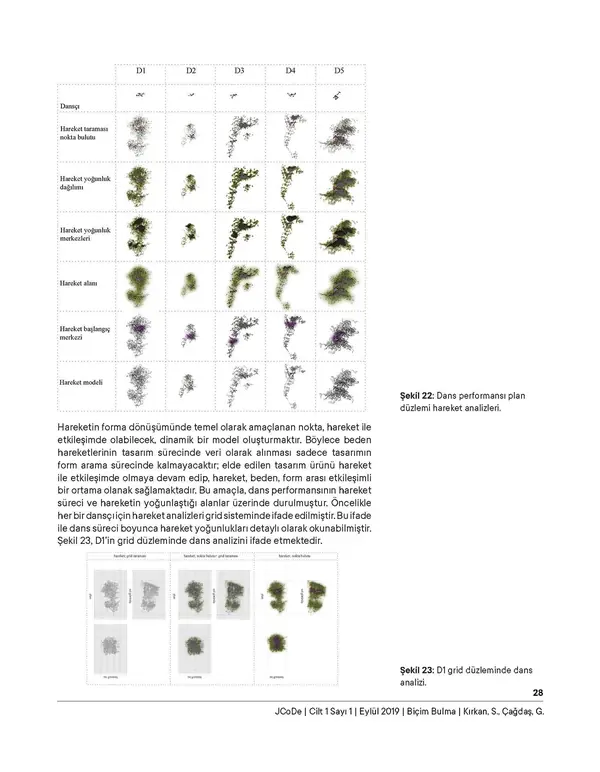 D1 D2 D3 D4 D5
Dansçı
Hareket taraması
nokta bulutu
Hareket yoğunluk
dağılımı
Hareket yoğunluk
merkezleri
Hareket alanı
Hareket başlangıç
merkezi
Hareket modeli
Şekil 22: Dans performansı plan
düzlemi hareket analizleri.
Hareketin forma dönüşümünde temel olarak amaçlanan nokta, hareket ile
etkileşimde olabilecek, dinamik bir model oluşturmaktır. Böylece beden
hareketlerinin tasarım sürecinde veri olarak alınması sadece tasarımın
form arama sürecinde kalmayacaktır; elde edilen tasarım ürünü hareket
ile etkileşimde olmaya devam edip, hareket, beden, form arası etkileşimli
bir ortama olanak sağlamaktadır. Bu amaçla, dans performansının hareket
süreci ve hareketin yoğunlaştığı alanlar üzerinde durulmuştur. Öncelikle
her bir dansçı için hareket analizleri grid sisteminde ifade edilmiştir. Bu ifade
ile dans süreci boyunca hareket yoğunlukları detaylı olarak okunabilmiştir.
Şekil 23, D1’in grid düzleminde dans analizini ifade etmektedir.
Şekil 23: D1 grid düzleminde dans
analizi.
28
JCoDe | Cilt 1 Sayı 1 | Eylül 2019 | Biçim Bulma | Kırkan, S., Çağdaş, G.